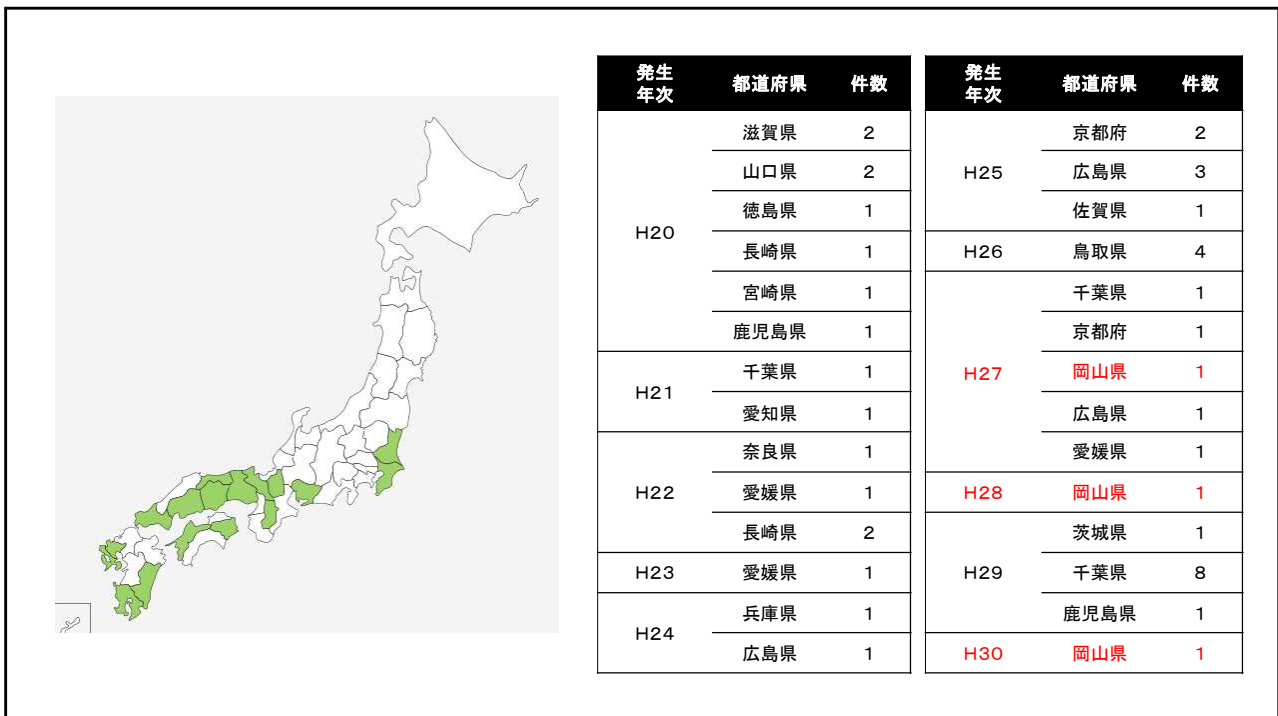 発生年次 都道府県 件数
H20 滋賀県 2
山口県 2
徳島県 1
長崎県 1
宮崎県 1
鹿児島県 1
H21 千葉県 1
愛知県 1
H22 奈良県 1
愛媛県 1
長崎県 2
H23 愛媛県 1
H24 兵庫県 1
広島県 1
発生年次 都道府県 件数
H25 京都府 2
広島県 3
佐賀県 1
H26 鳥取県 4
H27 千葉県 1
京都府 1
岡山県 1
広島県 1
愛媛県 1
H28 岡山県 1
H29 茨城県 1
千葉県 8
鹿児島県 1
H30 岡山県 1